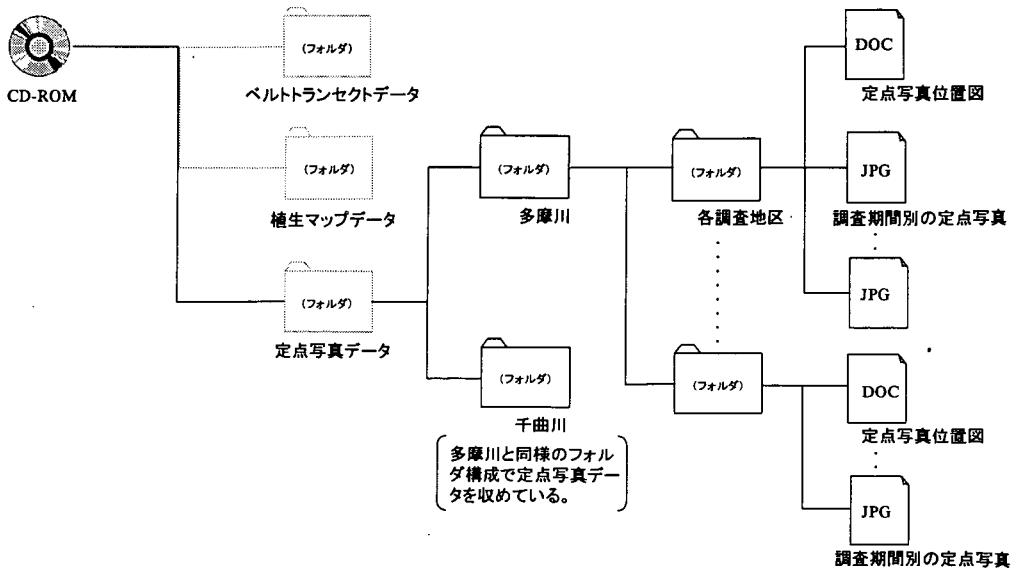 CD-ROM
(フォルダ)
ベルトトランセクトデータ
(フォルダ)
植生マップデータ
(フォルダ)
定点写真データ
(フォルダ)
多摩川
(フォルダ)
千曲川
多摩川と同様のフォル
ダ構成で定点写真デー
タを収めている。
(フォルダ)
各調査地区
(フォルダ)
DOC
定点写真位置図
JPG
調査期間別の定点写真
JPG
DOC
定点写真位置図
JPG
調査期間別の定点写真